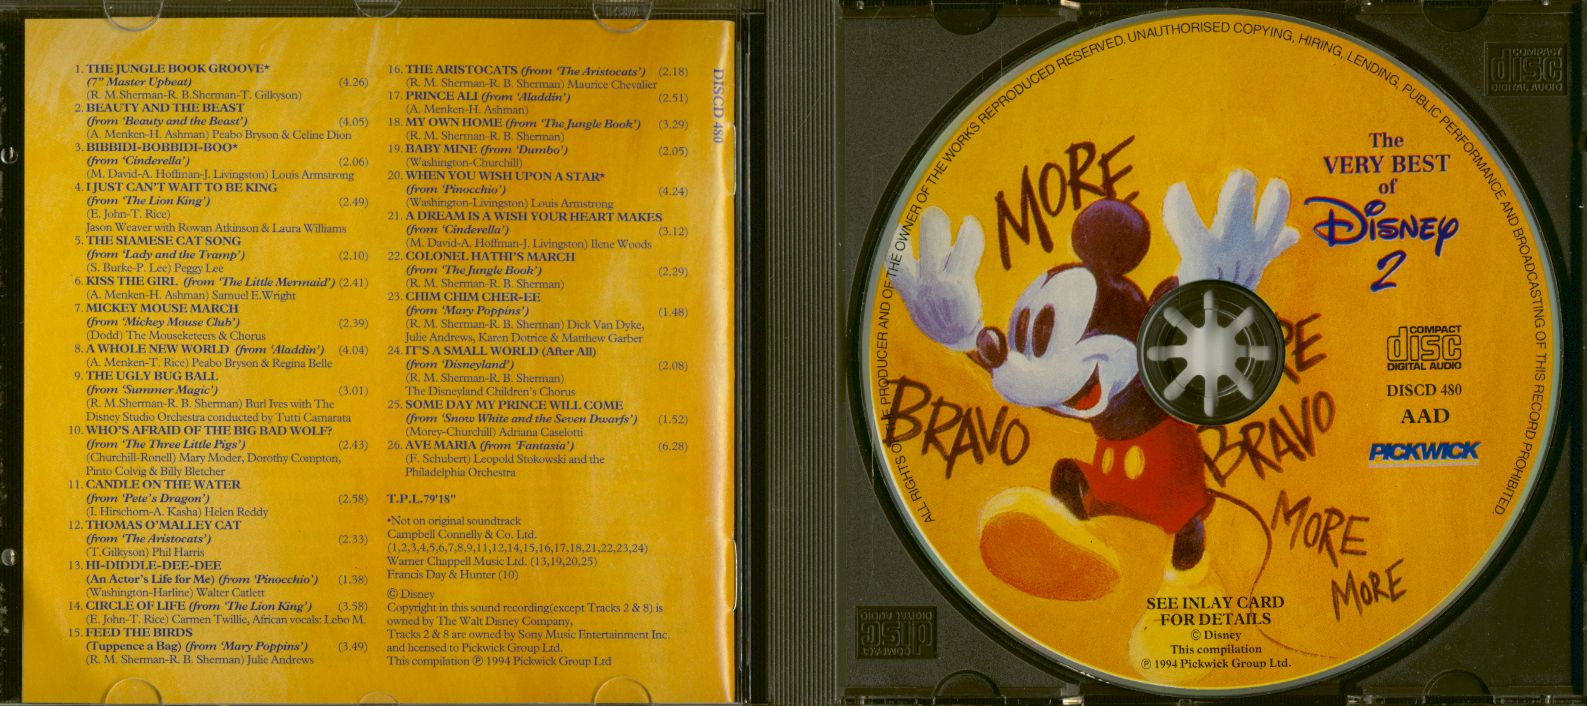 1. THE JUNGLE BOOK GROOVE*
(7" Master Upbeat) (4.26)
(R. M.Sherman-R. B.Sherman-T. Gilkyson)
2. BEAUTY AND THE BEAST
(from 'Beauty and the Beast') (4.05)
(A. Menken-H. Ashman) Peabo Bryson & Celine Dion
3. BIBBIDI-BOBBIDI-BOO*
(from 'Cinderella') (2.06)
(M. David-A. Hoffman-J. Livingston) Louis Armstrong
4. I JUST CAN'T WAIT TO BE KING
(from 'The Lion King') (2.49)
(E. John-T. Rice)
Jason Weaver with Rowan Atkinson & Laura Williams
5. THE SIAMESE CAT SONG
(from 'Lady and the Tramp') (2.10)
(S. Burke-P. Lee) Peggy Lee
6. KISS THE GIRL (from 'The Little Mermaid') (2.41)
(A. Menken-H. Ashman) Samuel E.Wright
7. MICKEY MOUSE MARCH
(from 'Mickey Mouse Club') (2.39)
(Dodd) The Mouseketeers & Chorus
8. A WHOLE NEW WORLD (from 'Aladdin') (4.04)
(A. Menken-T. Rice) Peabo Bryson & Regina Belle
9. THE UGLY BUG BALL
(from 'Summer Magic') (3.01)
(R. M.Sherman-R. B. Sherman) Burl Ives with The
Disney Studio Orchestra conducted by Tutti Camarata
10. WHO'S AFRAID OF THE BIG BAD WOLF?
(from 'The Three Little Pigs') (2.43)
(Churchill-Ronell) Mary Moder, Dorothy Compton,
Pinto Colvig & Billy Bletcher
11. CANDLE ON THE WATER
(from 'Pete's Dragon') (2.58)
(J. Hirschorn-A. Kasha) Helen Reddy
12. THOMAS O'MALLEY CAT
(from 'The Aristocats') (2.33)
(T.Gilkyson) Phil Harris
13. HI-DIDDLE-DEE-DEE
(An Actor's Life for Me) (from 'Pinocchio') (1.38)
(Washington-Harline) Walter Catlett
14. CIRCLE OF LIFE (from 'The Lion King') (3.58)
(E. John-T. Rice) Carmen Twillie, African vocals: Lebo M.
15. FEED THE BIRDS
(Tuppence a Bag) (from 'Mary Poppins') (3.49)
(R. M. Sherman-R. B. Sherman) Julie Andrews
16. THE ARISTOCATS (from 'The Aristocats') (2.18)
(R. M. Sherman-R. B. Sherman) Maurice Chevalier
17. PRINCE ALI (from 'Aladdin') (2.51)
(A. Menken-H. Ashman)
18. MY OWN HOME (from 'The Jungle Book') (3.29)
(R. M. Sherman-R. B. Sherman)
19. BABY MINE (from 'Dumbo') (2.05)
(Washington-Churchill)
20. WHEN YOU WISH UPON A STAR*
(from 'Pinocchio') (4.24)
(Washington-Livingston) Louis Armstrong
21. A DREAM IS A WISH YOUR HEART MAKES
(from 'Cinderella') (3.12)
(M. David-A. Hoffman-J. Livingston) Ilene Woods
22. COLONEL HATHI'S MARCH
(from 'The Jungle Book') (2.29)
(R. M. Sherman-R. B. Sherman)
23. CHIM CHIM CHER-EE
(from 'Mary Poppins') (1.48)
(R. M. Sherman-R. B. Sherman) Dick Van Dyke,
Julie Andrews, Karen Dotrice & Matthew Garber
24. IT'S A SMALL WORLD (After All)
(from 'Disneyland') (2.08)
(R. M. Sherman-R. B. Sherman)
The Disneyland Children's Chorus
25. SOME DAY MY PRINCE WILL COME
(from 'Snow White and the Seven Dwarfs') (1.52)
(Morey-Churchill) Adriana Caselotti
26. AVE MARIA (from 'Fantasia') (6.28)
(F. Schubert) Leopold Stokowski and the
Philadelphia Orchestra
T.P.L.79'18"
*Not on original soundtrack
Campbell Connelly & Co. Ltd.
(1,2,3,4,5,6,7,8,9,11,12,14,15,16,17,18,21,22,23,24)
Warner Chappell Music Ltd. (13,19,20,25)
Francis Day & Hunter (10)
© Disney
Copyright in this sound recording(except Tracks 2 & 8) is
owned by The Walt Disney Company,
Tracks 2 & 8 are owned by Sony Music Entertainment Inc.
and licensed to Pickwick Group Ltd.
This compilation ℗ 1994 Pickwick Group Ltd
DISCD 480
ALL RIGHTS OF THE PRODUCER AND OF THE OWNER OF THE WORKS REPRODUCED RESERVED. UNAUTHORISED COPYING, HIRING, LENDING, PUBLIC PERFORMANCE AND BROADCASTING OF THIS RECORD PROHIBITED.
MORE
The
VERY BEST
of
Disney
2
BRAVO
BRAVO
MORE
MORE
COMPACT
disc
DIGITAL AUDIO
DISCD 480
AAD
PICKWICK
SEE INLAY CARD
FOR DETAILS
© Disney
This compilation
℗ 1994 Pickwick Group Ltd.
COMPACT
disc
DIGITAL AUDIO
COMPACT
disc
DIGITAL AUDIO